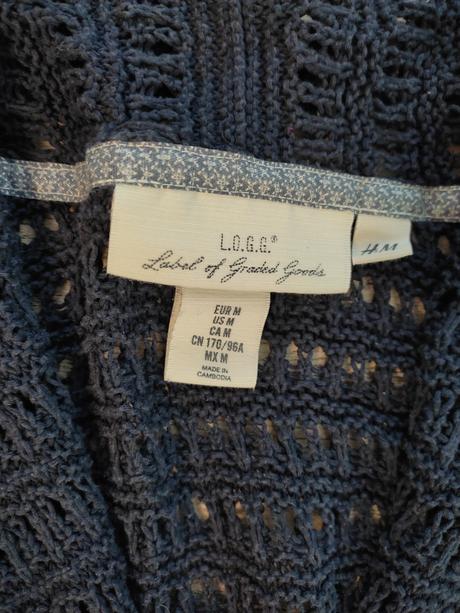 L.O.G.G.®
Label of Graded Goods
H&M
EUR M
US M
CA M
CN 170/96A
MX M
MADE IN
CAMBODIA